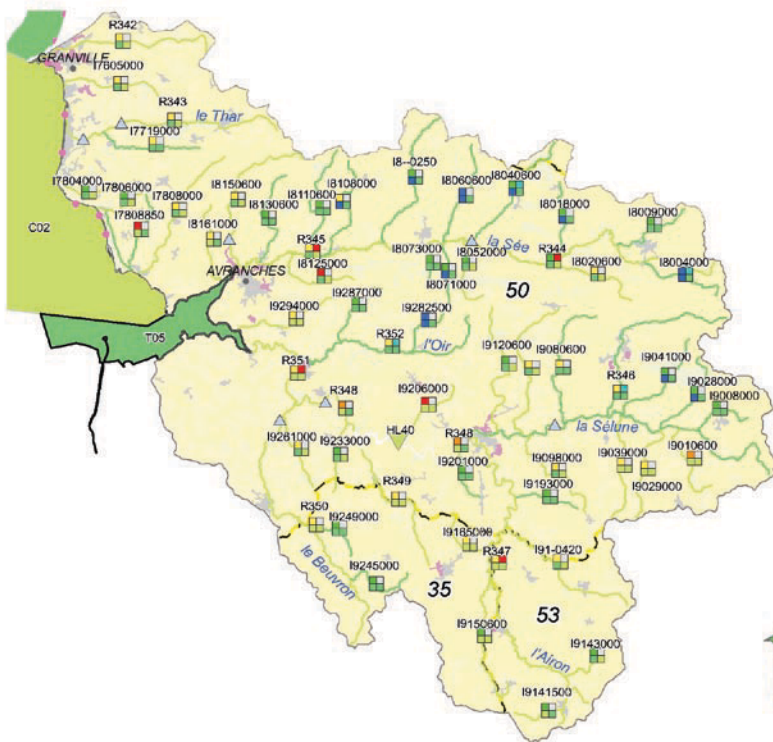 R342
GRANVILLE
I7605000
R343
le Thar
I7719000
I8--0250
I8060600
I8040600
I7804000
I7806000
I7808000
I8150600
I8110600
I8108000
I8130600
I8018000
I8009000
I7808850
I8161000
C02
R345
la Sée
R344
I8073000
I8052000
I8125000
AVRANCHES
I8071000
I8020600
I8004000
I9287000
50
I9294000
I9282500
T05
R352
l'Oir
I9120600
I9080600
R351
R346
I9041000
I9028000
I9008000
R348
I9206000
la Sélune
HL40
R348
I9261000
I9233000
I9201000
I9098000
I9039000
I9010600
I9193000
I9029000
R349
R350
I9249000
I9165000
R347
I91-0420
le Beuvron
I9245000
35
53
I9150600
l'Airon
I9143000
I9141500